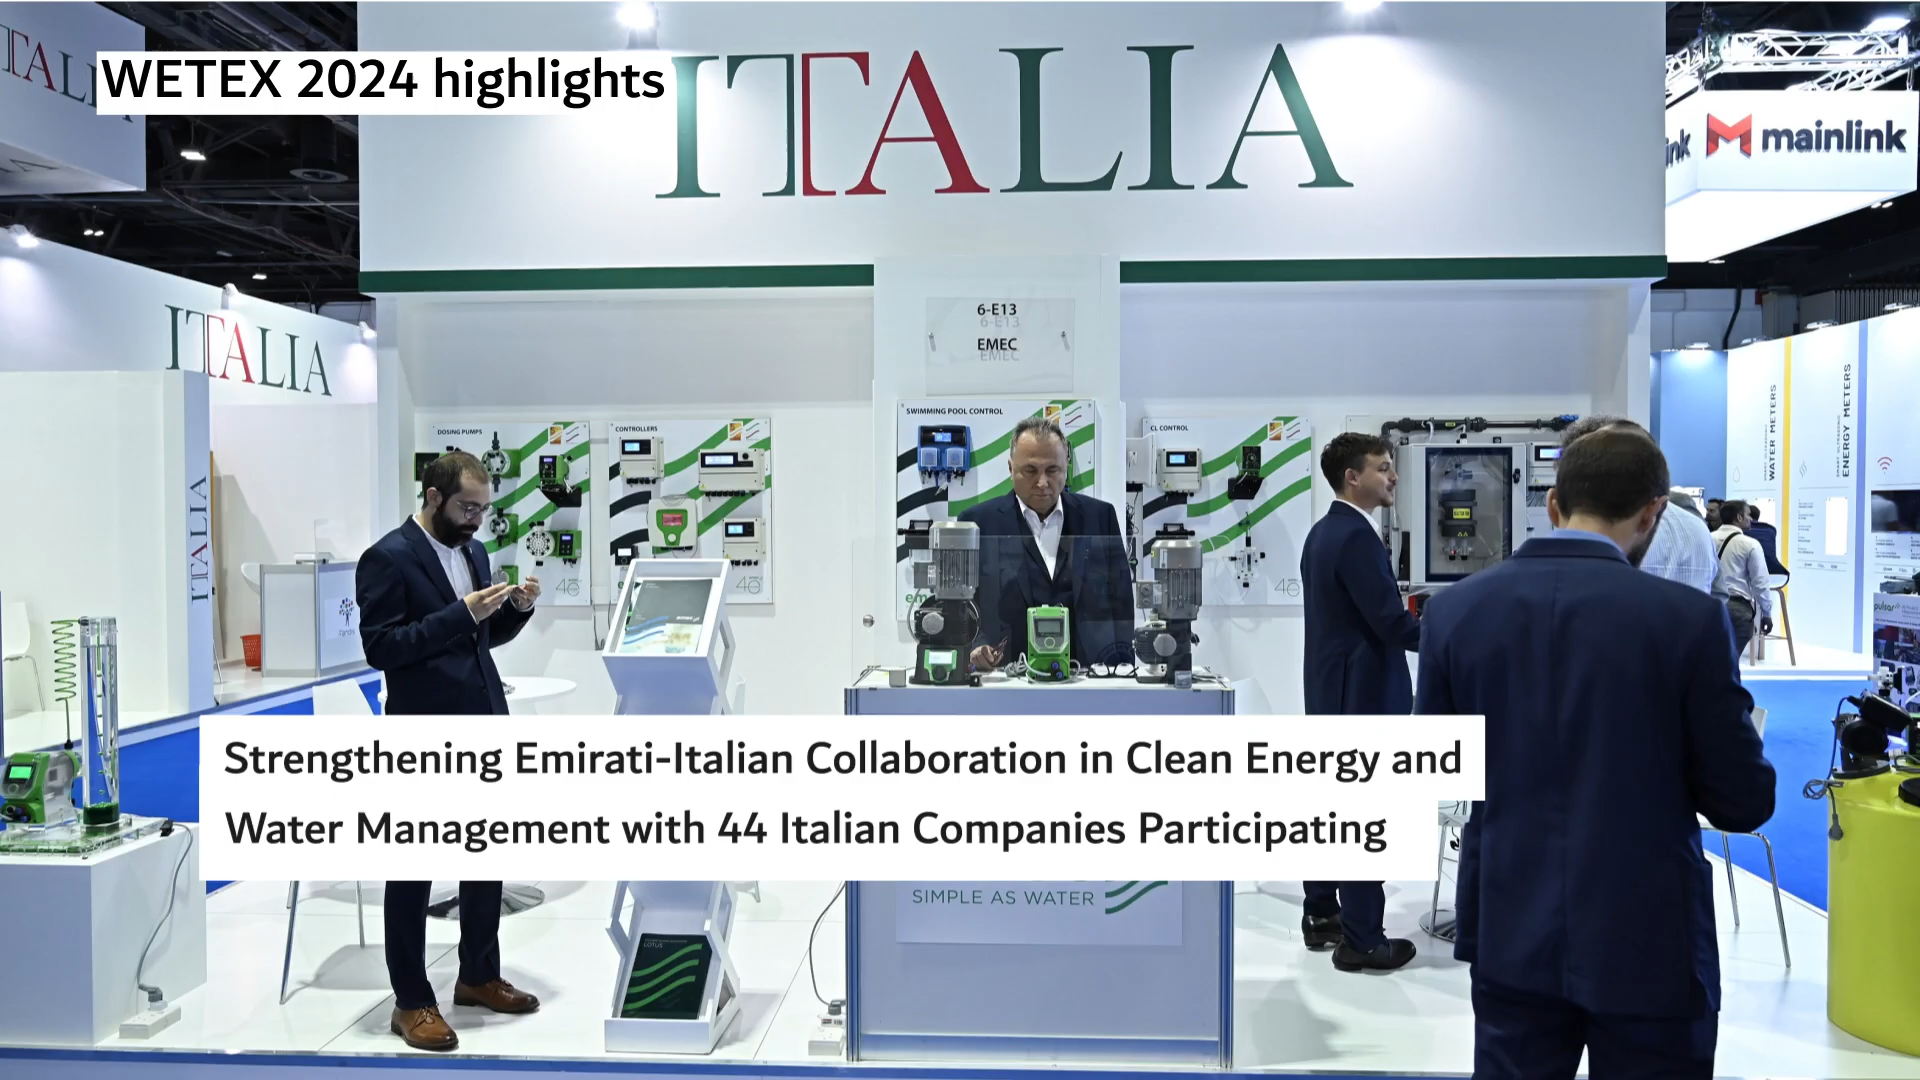 WETEX 2024 highlights
ITALIA
mainlink
ITALIA
ITALIA
6-E13
EMEC
DOSING PUMPS
CONTROLLERS
SWIMMING POOL CONTROL
CL CONTROL
WATER METERS
ENERGY METERS
pulsar
Strengthening Emirati-Italian Collaboration in Clean Energy and
Water Management with 44 Italian Companies Participating
SIMPLE AS WATER
LOTUS